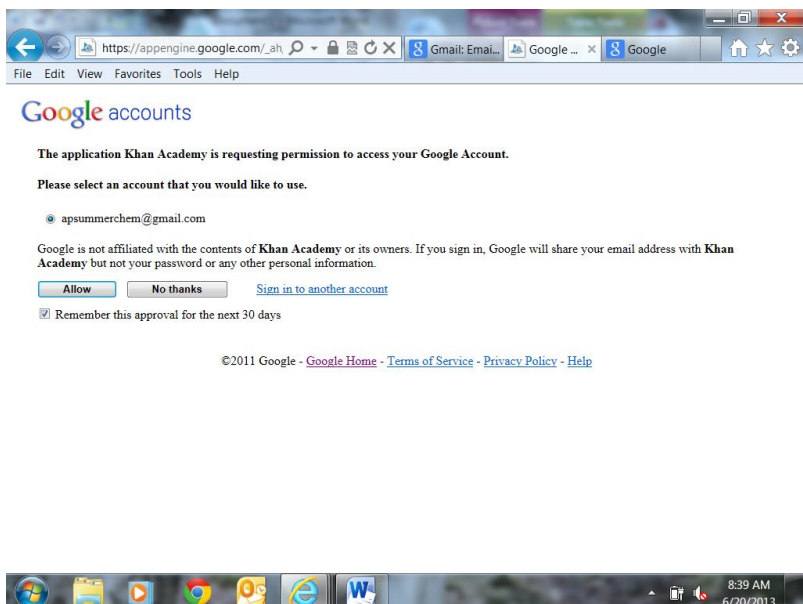 https://appengine.google.com/_ah
Gmail: Emai...
Google ...
Google
File Edit View Favorites Tools Help
Google accounts
The application Khan Academy is requesting permission to access your Google Account.
Please select an account that you would like to use.
apsummerchem@gmail.com
Google is not affiliated with the contents of Khan Academy or its owners. If you sign in, Google will share your email address with Khan
Academy but not your password or any other personal information.
Allow No thanks Sign in to another account
Remember this approval for the next 30 days
©2011 Google - Google Home - Terms of Service - Privacy Policy - Help
8:39 AM
6/20/2013